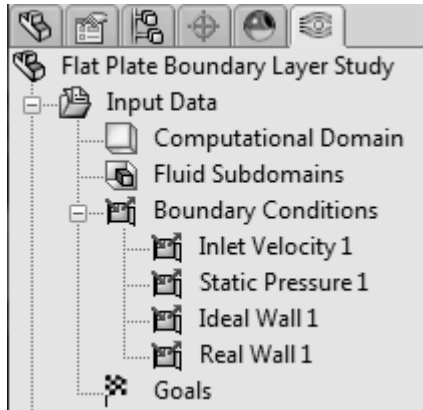 Flat Plate Boundary Layer Study
Input Data
Computational Domain
Fluid Subdomains
Boundary Conditions
Inlet Velocity 1
Static Pressure 1
Ideal Wall 1
Real Wall 1
Goals